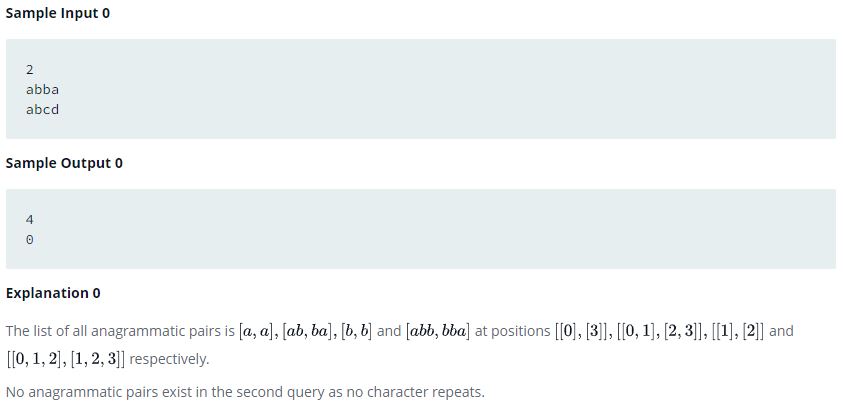 Sample Input 0
2
abba
abcd
Sample Output 0
4
0
Explanation 0
The list of all anagrammatic pairs is [a, a], [ab, ba], [b, b] and [abb, bba] at positions [[0], [3]], [[0, 1], [2, 3]], [[1], [2]] and
[[0, 1, 2], [1, 2, 3]] respectively.
No anagrammatic pairs exist in the second query as no character repeats.